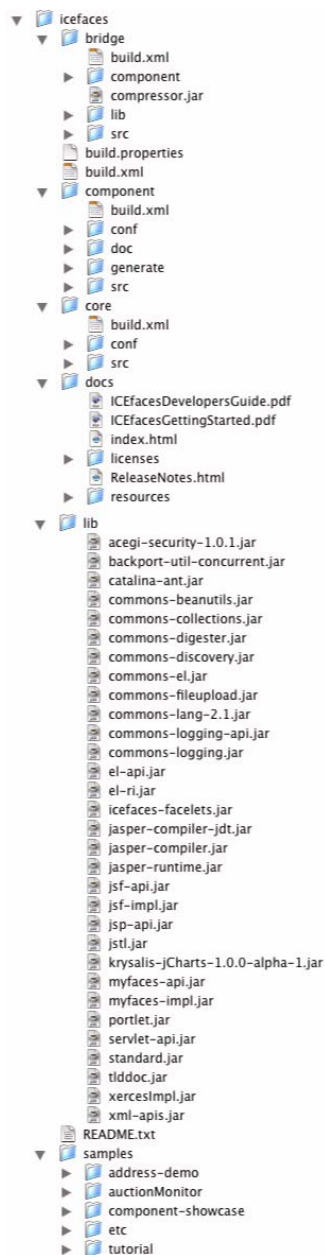 icefaces
bridge
build.xml
component
compressor.jar
lib
src
build.properties
build.xml
component
build.xml
conf
doc
generate
src
core
build.xml
conf
src
docs
ICEfacesDevelopersGuide.pdf
ICEfacesGettingStarted.pdf
index.html
licenses
ReleaseNotes.html
resources
lib
acegi-security-1.0.1.jar
backport-util-concurrent.jar
catalina-ant.jar
commons-beanutils.jar
commons-collections.jar
commons-digester.jar
commons-discovery.jar
commons-el.jar
commons-fileupload.jar
commons-lang-2.1.jar
commons-logging-api.jar
commons-logging.jar
el-api.jar
el-ri.jar
icefaces-facelets.jar
jasper-compiler-jdt.jar
jasper-compiler.jar
jasper-runtime.jar
jsf-api.jar
jsf-impl.jar
jsp-api.jar
jstl.jar
krysalis-jCharts-1.0.0-alpha-1.jar
myfaces-api.jar
myfaces-impl.jar
portlet.jar
servlet-api.jar
standard.jar
tlddoc.jar
xercesImpl.jar
xml-apis.jar
README.txt
samples
address-demo
auctionMonitor
component-showcase
etc
tutorial